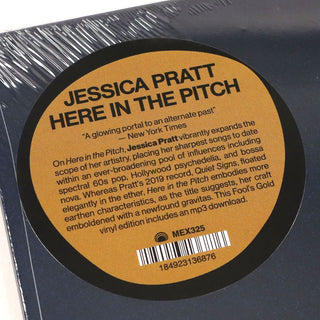 JESSICA PRATT
HERE IN THE PITCH
"A glowing portal to an alternate past"
— New York Times
On Here in the Pitch, Jessica Pratt vibrantly expands the
scope of her artistry, placing her sharpest songs to date
within an ever-broadening pool of influences including
spectral 60s pop, Hollywood psychedelia, and bossa
nova. Whereas Pratt's 2019 record, Quiet Signs, floated
elegantly in the ether, Here in the Pitch embodies more
earthen characteristics, as the title suggests, her craft
emboldened with a newfound gravitas. This Fool's Gold
vinyl edition includes an mp3 download.
MEX325
184923136876